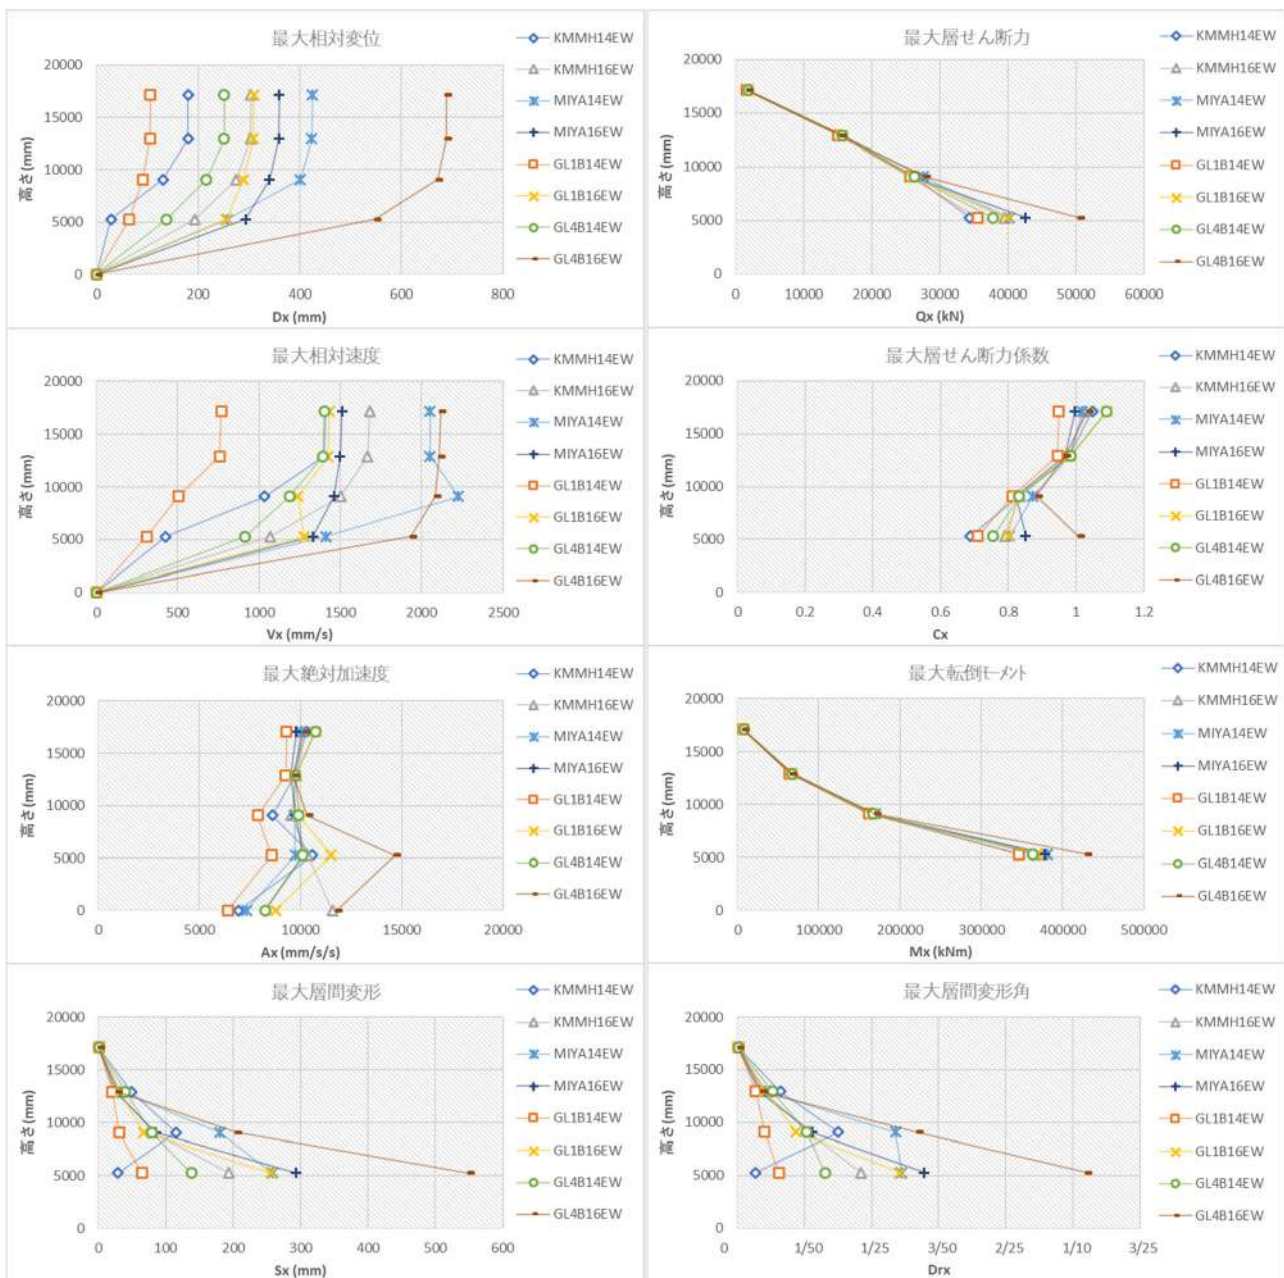 最大相対変位
20000
15000
10000
5000
0
高さ(mm)
0 200 400 600 800
Dx (mm)
KMMH14EW
KMMH16EW
MIYA14EW
MIYA16EW
GL1B14EW
GL1B16EW
GL4B14EW
GL4B16EW
最大層せん断力
20000
15000
10000
5000
0
高さ(mm)
0 10000 20000 30000 40000 50000 60000
Qx (kN)
KMMH14EW
KMMH16EW
MIYA14EW
MIYA16EW
GL1B14EW
GL1B16EW
GL4B14EW
GL4B16EW
最大相対速度
20000
15000
10000
5000
0
高さ(mm)
0 500 1000 1500 2000 2500
Vx (mm/s)
KMMH14EW
KMMH16EW
MIYA14EW
MIYA16EW
GL1B14EW
GL1B16EW
GL4B14EW
GL4B16EW
最大層せん断力係数
20000
15000
10000
5000
0
高さ(mm)
0 0.2 0.4 0.6 0.8 1 1.2
Cx
KMMH14EW
KMMH16EW
MIYA14EW
MIYA16EW
GL1B14EW
GL1B16EW
GL4B14EW
GL4B16EW
最大絶対加速度
20000
15000
10000
5000
0
高さ(mm)
0 5000 10000 15000 20000
Ax (mm/s/s)
KMMH14EW
KMMH16EW
MIYA14EW
MIYA16EW
GL1B14EW
GL1B16EW
GL4B14EW
GL4B16EW
最大転倒ﾓｰﾒﾝﾄ
20000
15000
10000
5000
0
高さ(mm)
0 100000 200000 300000 400000 500000
Mx (kNm)
KMMH14EW
KMMH16EW
MIYA14EW
MIYA16EW
GL1B14EW
GL1B16EW
GL4B14EW
GL4B16EW
最大層間変形
20000
15000
10000
5000
0
高さ(mm)
0 100 200 300 400 500 600
Sx (mm)
KMMH14EW
KMMH16EW
MIYA14EW
MIYA16EW
GL1B14EW
GL1B16EW
GL4B14EW
GL4B16EW
最大層間変形角
20000
15000
10000
5000
0
高さ(mm)
0 1/50 1/25 3/50 2/25 1/10 3/25
Drx
KMMH14EW
KMMH16EW
MIYA14EW
MIYA16EW
GL1B14EW
GL1B16EW
GL4B14EW
GL4B16EW